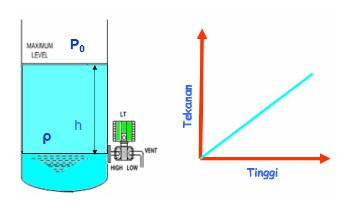 P0
MAXIMUM
LEVEL
ρ
h
LT
VENT
HIGH LOW
Tekanan
Tinggi